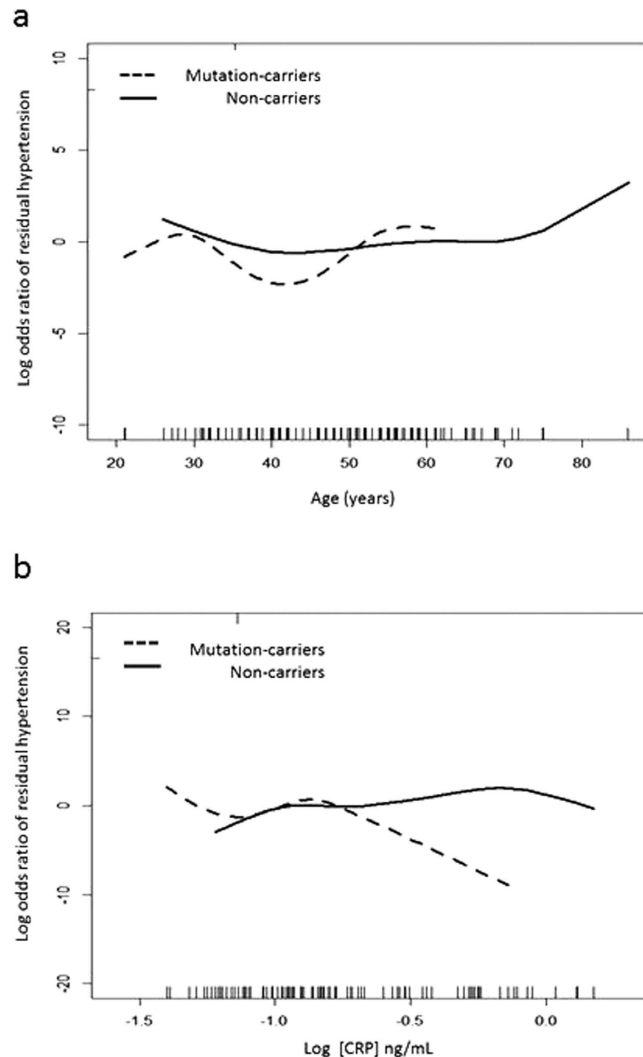 a
Mutation-carriers
Non-carriers
Log odds ratio of residual hypertension
10
5
0
-5
-10
20 30 40 50 60 70 80
Age (years)
b
Mutation-carriers
Non-carriers
Log odds ratio of residual hypertension
20
10
0
-10
-20
-1.5 -1.0 -0.5 0.0
Log [CRP] ng/mL